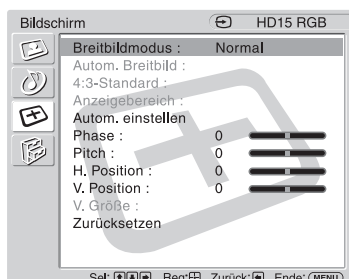 Bildschirm HD15 RGB
Breitbildmodus : Normal
Autom. Breitbild :
4:3-Standard :
Anzeigebereich :
Autom. einstellen
Phase : 0
Pitch : 0
H. Position : 0
V. Position : 0
V. Größe :
Zurücksetzen
Sel: Reg: Zurück: Ende: MENU